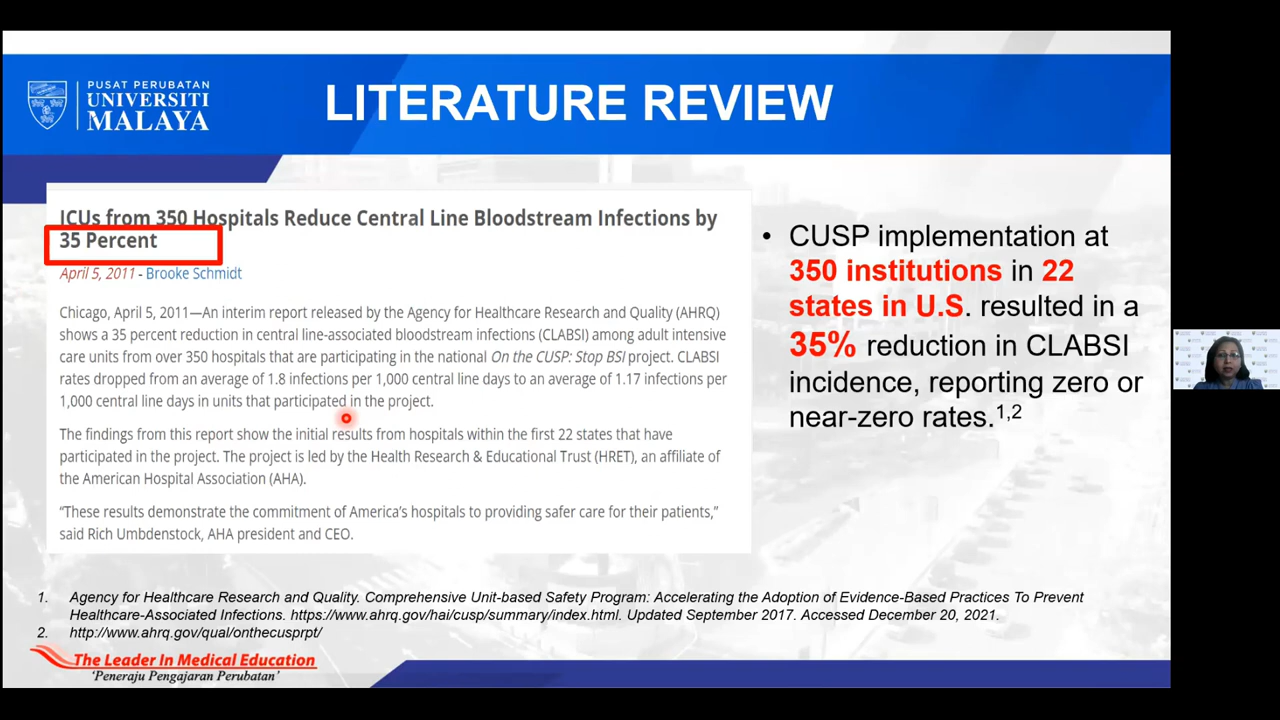 PUSAT PERUBATAN
UNIVERSITI
MALAYA
LITERATURE REVIEW
ICUs from 350 Hospitals Reduce Central Line Bloodstream Infections by
35 Percent
April 5, 2011 - Brooke Schmidt
Chicago, April 5, 2011—An interim report released by the Agency for Healthcare Research and Quality (AHRQ)
shows a 35 percent reduction in central line-associated bloodstream infections (CLABSI) among adult intensive
care units from over 350 hospitals that are participating in the national On the CUSP: Stop BSI project. CLABSI
rates dropped from an average of 1.8 infections per 1,000 central line days to an average of 1.17 infections per
1,000 central line days in units that participated in the project.
The findings from this report show the initial results from hospitals within the first 22 states that have
participated in the project. The project is led by the Health Research & Educational Trust (HRET), an affiliate of
the American Hospital Association (AHA).
“These results demonstrate the commitment of America’s hospitals to providing safer care for their patients,”
said Rich Umbdenstock, AHA president and CEO.
• CUSP implementation at
350 institutions in 22
states in U.S. resulted in a
35% reduction in CLABSI
incidence, reporting zero or
near-zero rates.1,2
1. Agency for Healthcare Research and Quality. Comprehensive Unit-based Safety Program: Accelerating the Adoption of Evidence-Based Practices To Prevent
Healthcare-Associated Infections. https://www.ahrq.gov/hai/cusp/summary/index.html. Updated September 2017. Accessed December 20, 2021.
2. http://www.ahrq.gov/qual/onthecusprpt/
The Leader In Medical Education
‘Peneraju Pengajaran Perubatan’